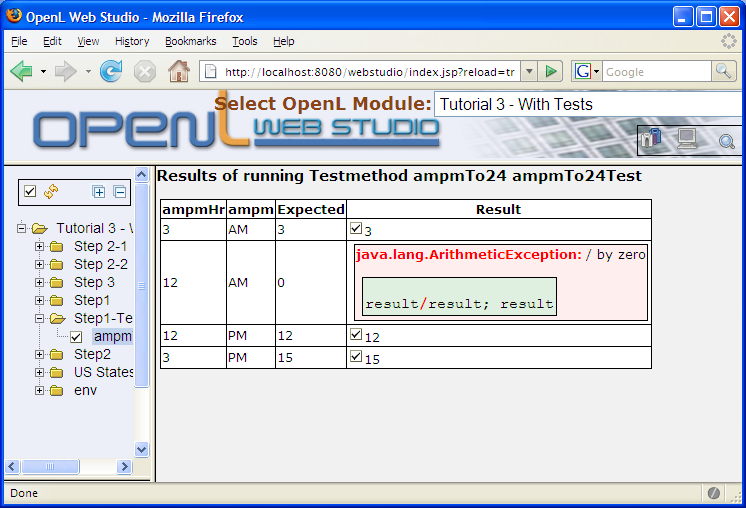 OpenL Web Studio - Mozilla Firefox
File Edit View History Bookmarks Tools Help
http://localhost:8080/webstudio/index.jsp?reload=tr
G Google
OPENL WEB STUDIO
Select OpenL Module: Tutorial 3 - With Tests
Results of running Testmethod ampmTo24 ampmTo24Test
Tutorial 3 - W
Step 2-1
Step 2-2
Step 3
Step1
Step1-Te
ampm
Step2
US States
env
ampmHr ampm Expected Result
3 AM 3 3
12 AM 0 java.lang.ArithmeticException: / by zero
result/result; result
12 PM 12 12
3 PM 15 15
Done